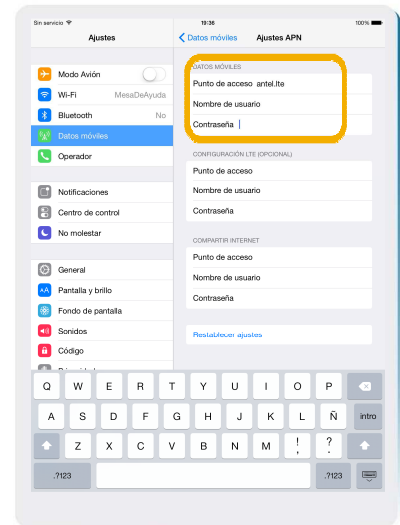 Sin servicio 19:36 100%
Ajustes
Datos móviles Ajustes APN
Modo Avión
Wi-Fi MesaDeAyuda
Bluetooth No
Datos móviles
Operador
Notificaciones
Centro de control
No molestar
General
Pantalla y brillo
Fondo de pantalla
Sonidos
Código
DATOS MÓVILES
Punto de acceso antel.lte
Nombre de usuario
Contraseña
CONFIGURACIÓN LTE (OPCIONAL)
Punto de acceso
Nombre de usuario
Contraseña
COMPARTIR INTERNET
Punto de acceso
Nombre de usuario
Contraseña
Restablecer ajustes
Q W E R T Y U I O P
A S D F G H J K L Ñ intro
Z X C V B N M ! , ? .
.?123 .?123